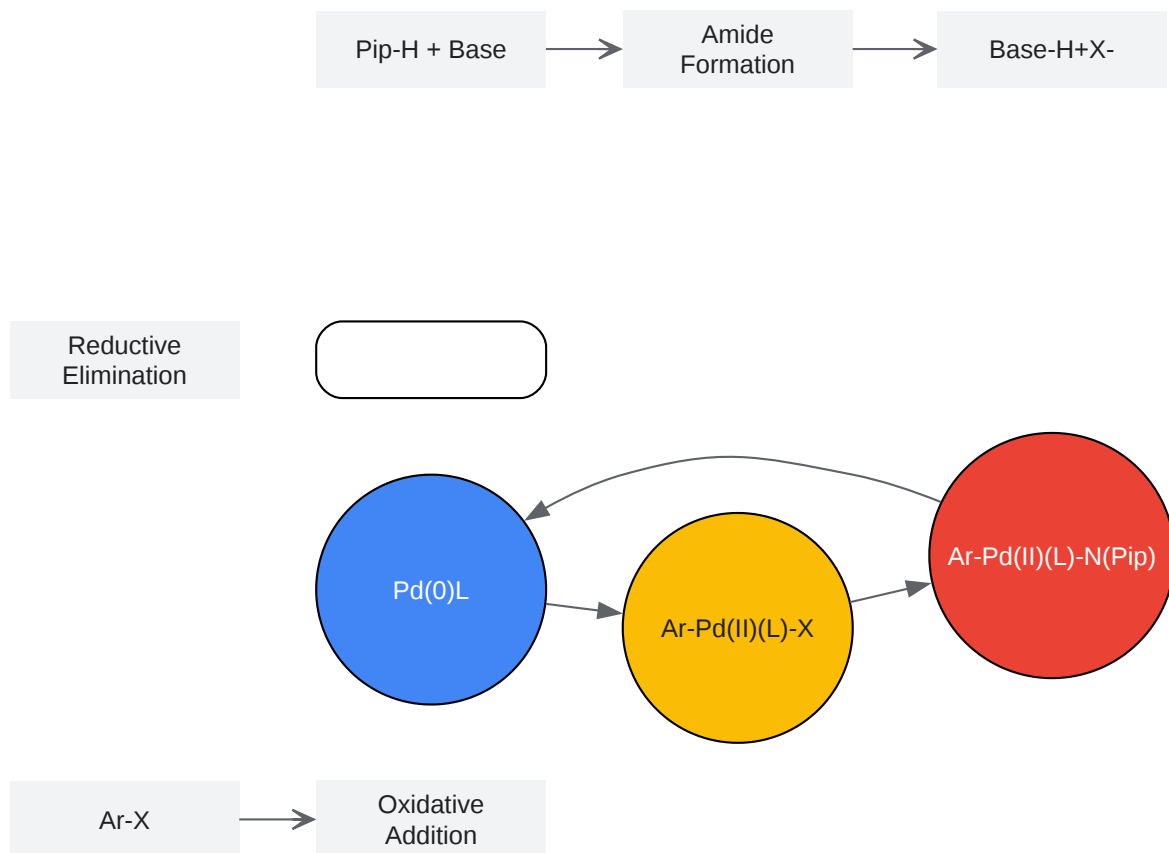 Pip-H + Base
Amide
Formation
Base-H+X-
Reductive
Elimination
Pd(0)L
Ar-Pd(II)(L)-X
Ar-Pd(II)(L)-N(Pip)
Ar-X
Oxidative
Addition